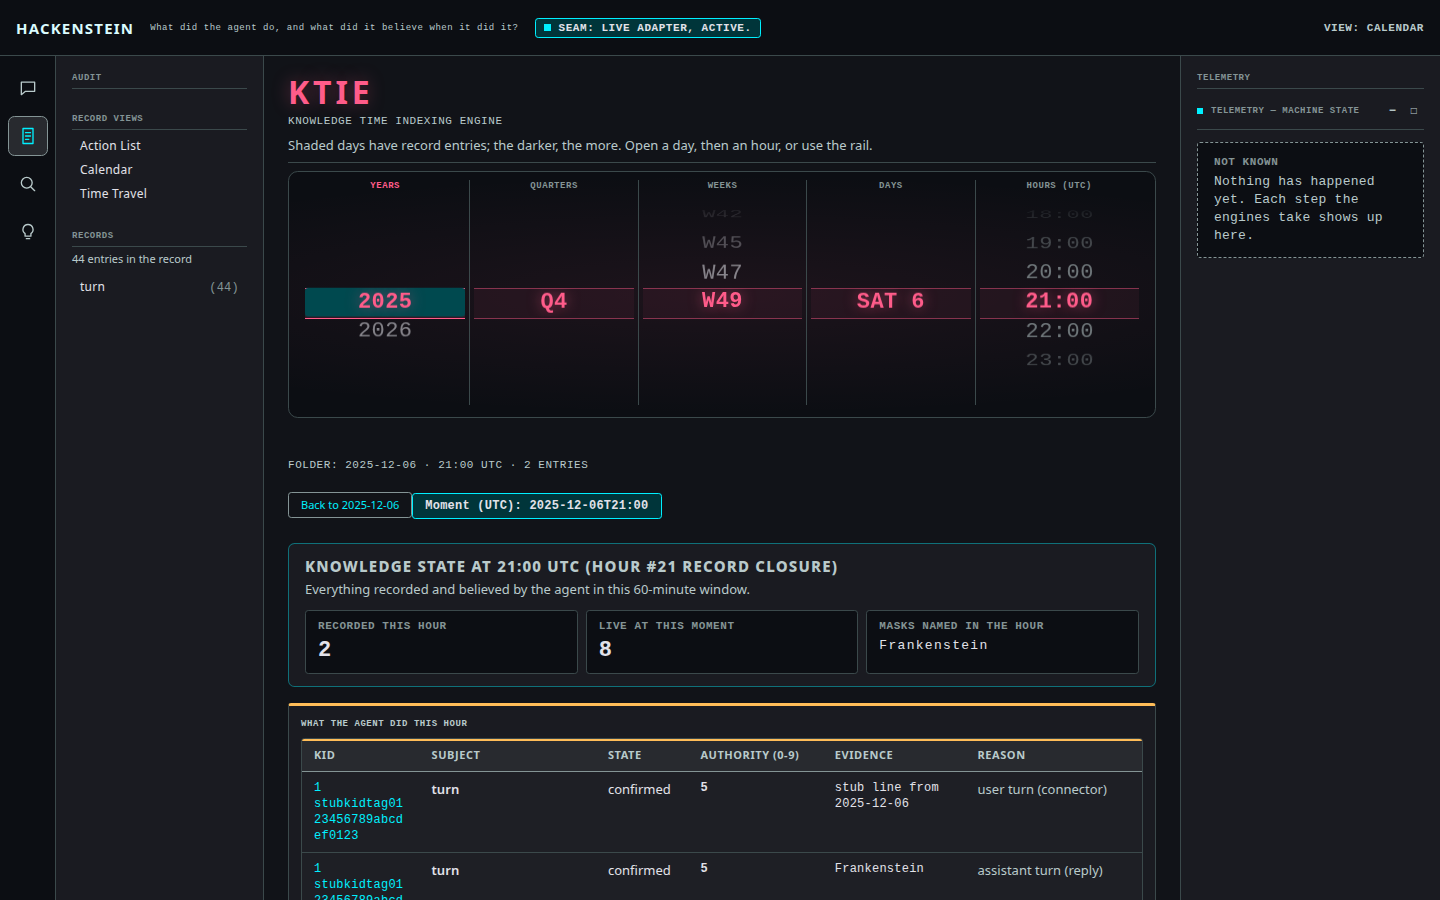 HACKENSTEIN
What did the agent do, and what did it believe when it did it?
SEAM: LIVE ADAPTER, ACTIVE.
VIEW: CALENDAR
AUDIT
RECORD VIEWS
Action List
Calendar
Time Travel
RECORDS
44 entries in the record
turn (44)
KTIE
KNOWLEDGE TIME INDEXING ENGINE
Shaded days have record entries; the darker, the more. Open a day, then an hour, or use the rail.
YEARS QUARTERS WEEKS DAYS HOURS (UTC)
W42 18:00
W45 19:00
W47 20:00
2025 Q4 W49 SAT 6 21:00
2026 22:00
23:00
FOLDER: 2025-12-06 · 21:00 UTC · 2 ENTRIES
Back to 2025-12-06
Moment (UTC): 2025-12-06T21:00
KNOWLEDGE STATE AT 21:00 UTC (HOUR #21 RECORD CLOSURE)
Everything recorded and believed by the agent in this 60-minute window.
RECORDED THIS HOUR
2
LIVE AT THIS MOMENT
8
MASKS NAMED IN THE HOUR
Frankenstein
WHAT THE AGENT DID THIS HOUR
KID SUBJECT STATE AUTHORITY (0-9) EVIDENCE REASON
1
stubkidtag01
23456789abcd
ef0123
turn
confirmed
5
stub line from
2025-12-06
user turn (connector)
1
stubkidtag01
23456789abcd
turn
confirmed
5
Frankenstein
assistant turn (reply)
TELEMETRY
TELEMETRY — MACHINE STATE
NOT KNOWN
Nothing has happened
yet. Each step the
engines take shows up
here.